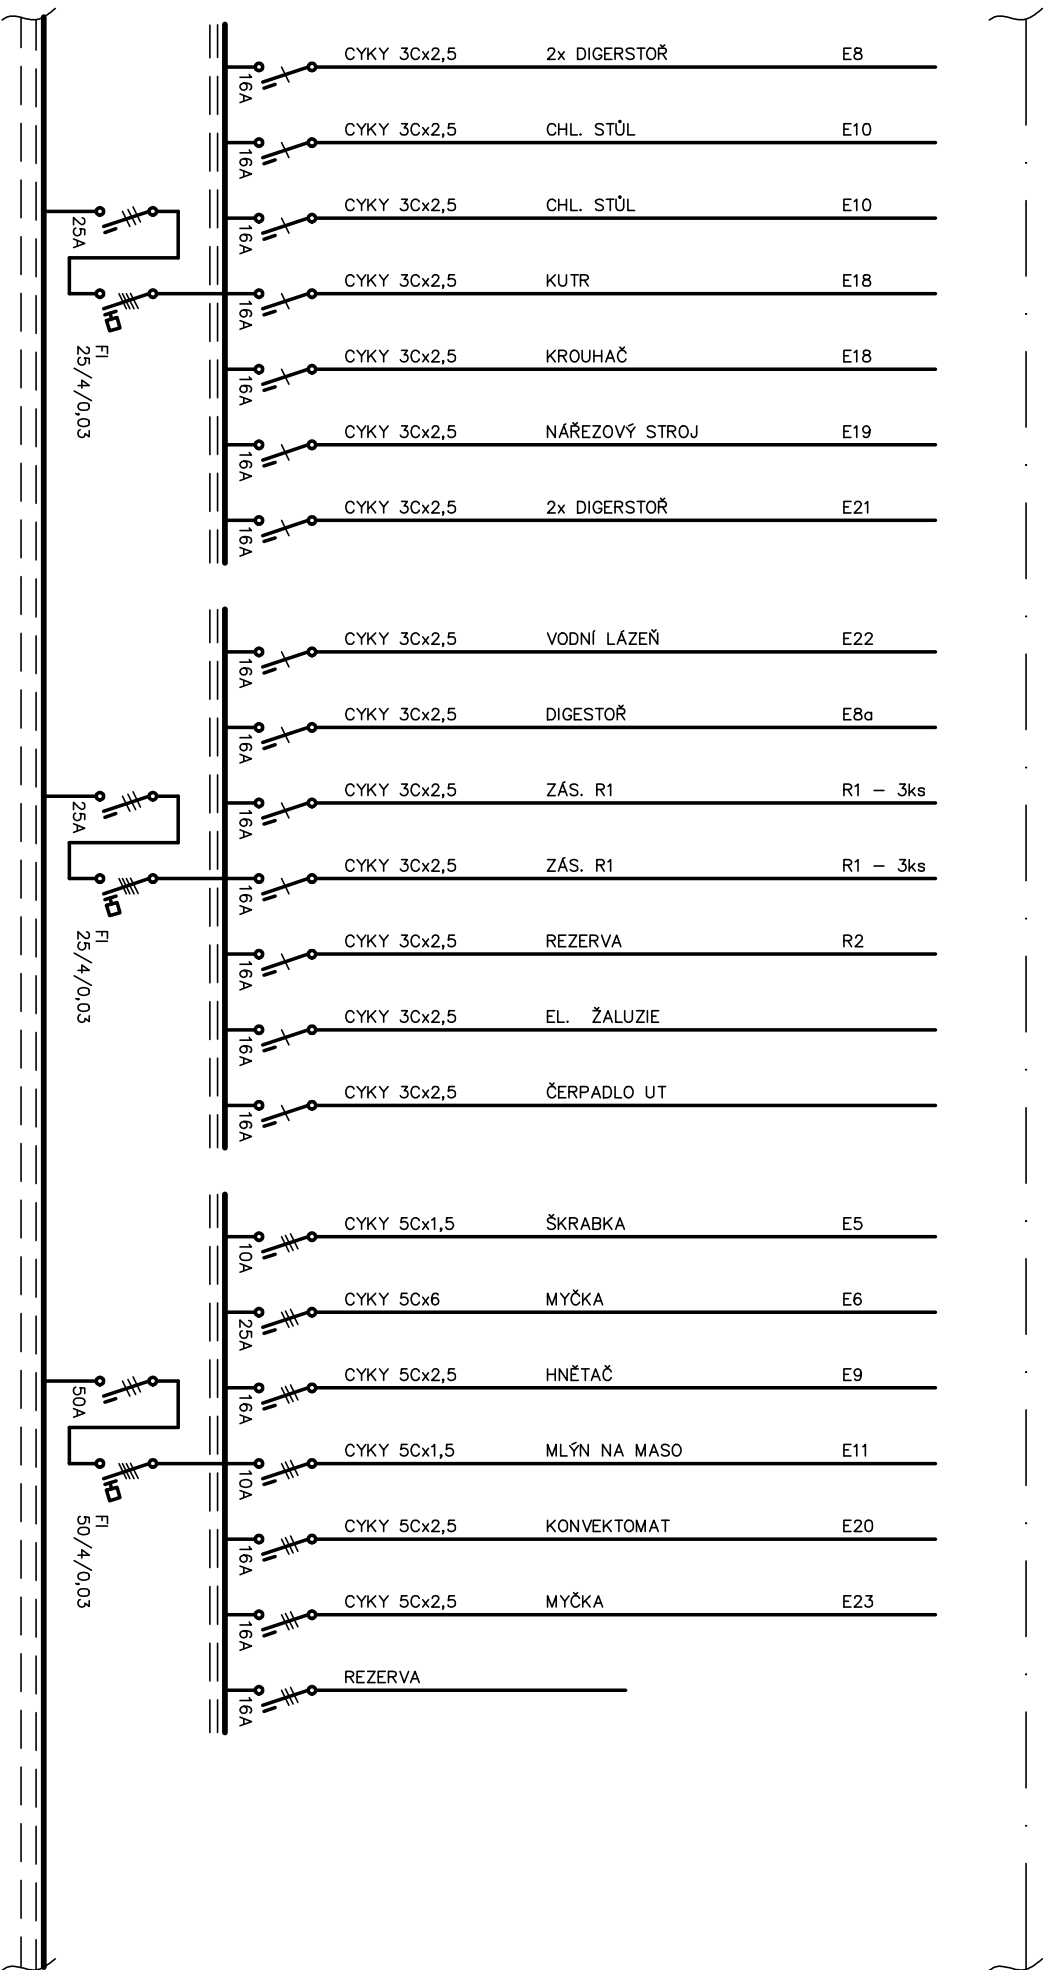 CYKY 3Cx2,5 2x DIGERSTOŘ E8
16A
CYKY 3Cx2,5 CHL. STŮL E10
16A
CYKY 3Cx2,5 CHL. STŮL E10
16A
25A
CYKY 3Cx2,5 KUTR E18
16A
FI
25/4/0,03
CYKY 3Cx2,5 KROUHAČ E18
16A
CYKY 3Cx2,5 NÁŘEZOVÝ STROJ E19
16A
CYKY 3Cx2,5 2x DIGERSTOŘ E21
16A
CYKY 3Cx2,5 VODNÍ LÁZEŇ E22
16A
CYKY 3Cx2,5 DIGESTOŘ E8a
16A
CYKY 3Cx2,5 ZÁS. R1 R1 – 3ks
16A
25A
CYKY 3Cx2,5 ZÁS. R1 R1 – 3ks
16A
FI
25/4/0,03
CYKY 3Cx2,5 REZERVA R2
16A
CYKY 3Cx2,5 EL. ŽALUZIE
16A
CYKY 3Cx2,5 ČERPADLO UT
16A
CYKY 5Cx1,5 ŠKRABKA E5
10A
CYKY 5Cx6 MYČKA E6
25A
CYKY 5Cx2,5 HNĚTAČ E9
16A
50A
CYKY 5Cx1,5 MLÝN NA MASO E11
10A
FI
50/4/0,03
CYKY 5Cx2,5 KONVEKTOMAT E20
16A
CYKY 5Cx2,5 MYČKA E23
16A
REZERVA
16A